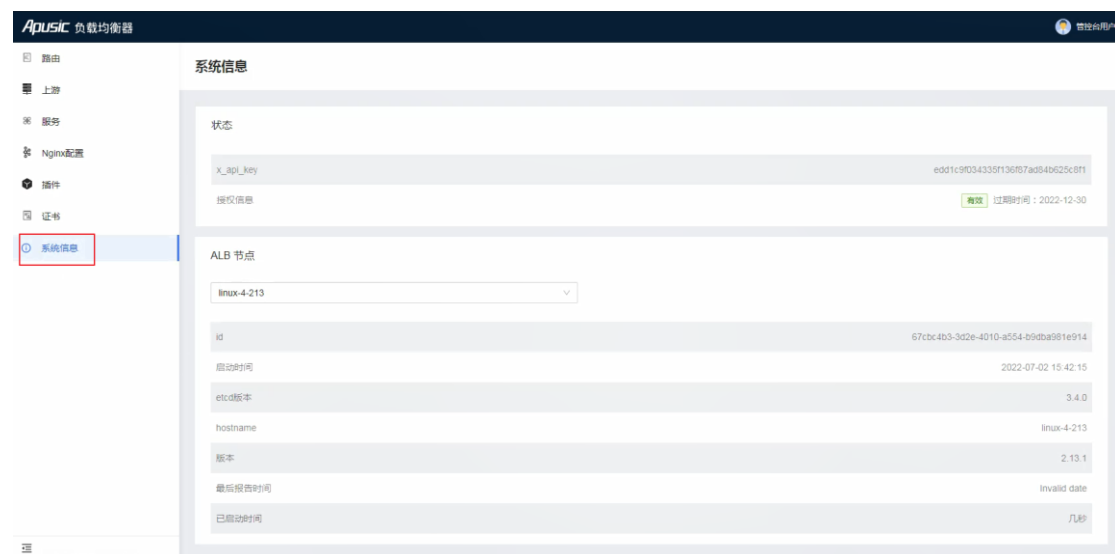 Apusic 负载均衡器
管控台用户
路由
上游
服务
Nginx配置
插件
证书
系统信息
系统信息
状态
x_api_key edd1c9f034335f136f87ad84b625c8f1
授权信息 有效 过期时间：2022-12-30
ALB 节点
linux-4-213
id 67cbc4b3-3d2e-4010-a554-b9dba981e914
启动时间 2022-07-02 15:42:15
etcd版本 3.4.0
hostname linux-4-213
版本 2.13.1
最后报告时间 Invalid date
已启动时间 几秒